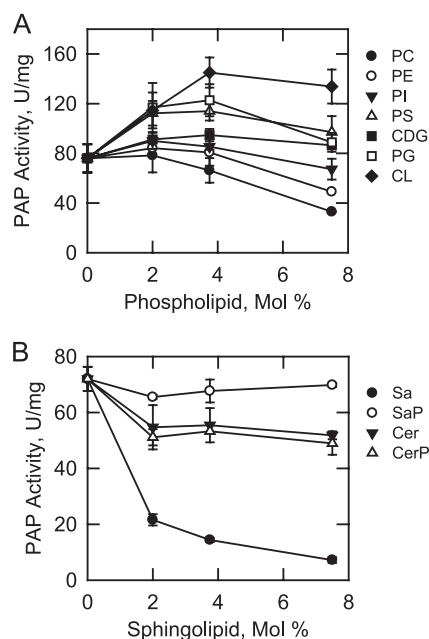 A
PAP Activity, U/mg
160
120
80
40
0
0 2 4 6 8
Phospholipid, Mol %
PC
PE
PI
PS
CDG
PG
CL
B
PAP Activity, U/mg
80
60
40
20
0
0 2 4 6 8
Sphingolipid, Mol %
Sa
SaP
Cer
CerP